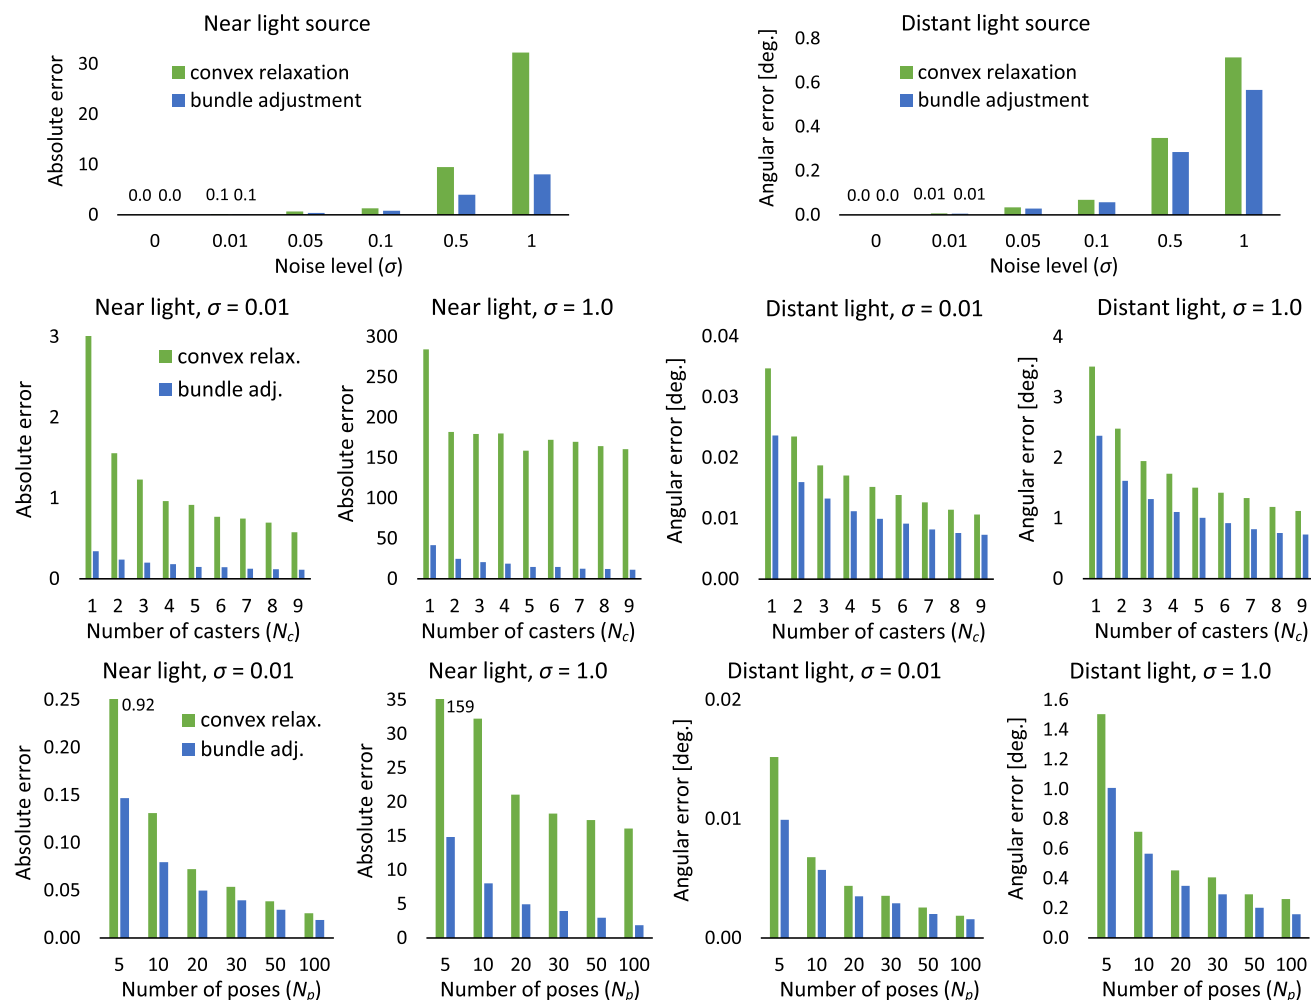 Near light source
Absolute error
30
20
10
0
convex relaxation
bundle adjustment
0.0 0.0
0.1 0.1
0 0.01 0.05 0.1 0.5 1
Noise level (σ)
Distant light source
Angular error [deg.]
0.8
0.6
0.4
0.2
0.0
convex relaxation
bundle adjustment
0.0 0.0
0.01 0.01
0 0.01 0.05 0.1 0.5 1
Noise level (σ)
Near light, σ = 0.01
Absolute error
3
2
1
0
convex relax.
bundle adj.
1 2 3 4 5 6 7 8 9
Number of casters (Nc)
Near light, σ = 1.0
Absolute error
300
250
200
150
100
50
0
1 2 3 4 5 6 7 8 9
Number of casters (Nc)
Distant light, σ = 0.01
Angular error [deg.]
0.04
0.03
0.02
0.01
0.00
1 2 3 4 5 6 7 8 9
Number of casters (Nc)
Distant light, σ = 1.0
Angular error [deg.]
4
3
2
1
0
1 2 3 4 5 6 7 8 9
Number of casters (Nc)
Near light, σ = 0.01
Absolute error
0.25
0.20
0.15
0.10
0.05
0.00
0.92
convex relax.
bundle adj.
5 10 20 30 50 100
Number of poses (Np)
Near light, σ = 1.0
Absolute error
35
30
25
20
15
10
5
0
159
5 10 20 30 50 100
Number of poses (Np)
Distant light, σ = 0.01
Angular error [deg.]
0.02
0.01
0.00
5 10 20 30 50 100
Number of poses (Np)
Distant light, σ = 1.0
Angular error [deg.]
1.6
1.4
1.2
1.0
0.8
0.6
0.4
0.2
0.0
5 10 20 30 50 100
Number of poses (Np)